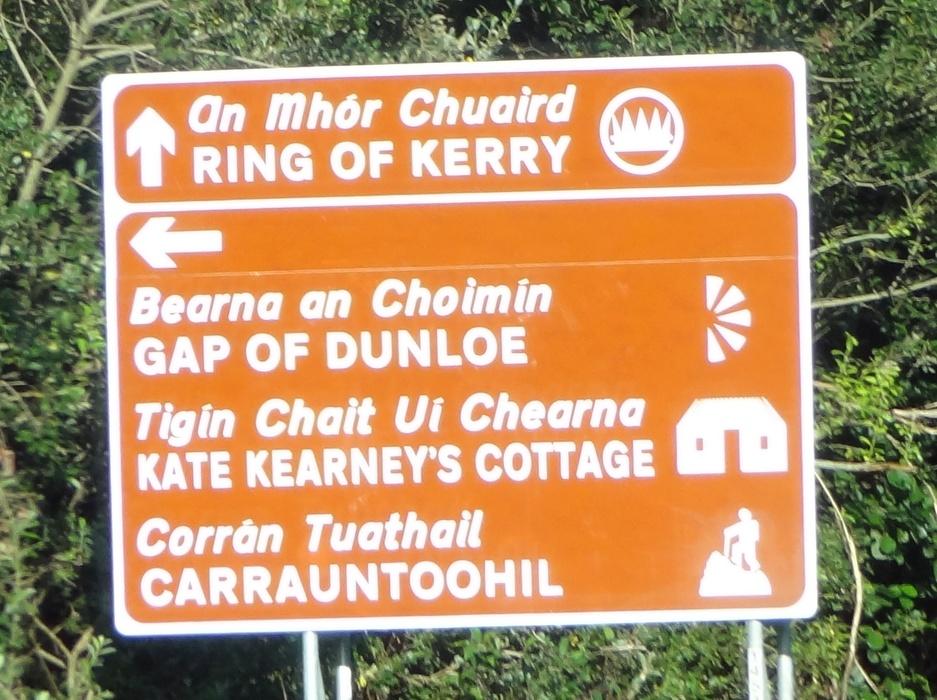 An Mhór Chuaird
RING OF KERRY
Bearna an Choimín
GAP OF DUNLOE
Tigín Chait Uí Chearna
KATE KEARNEY'S COTTAGE
Corrán Tuathail
CARRAUNTOOHIL